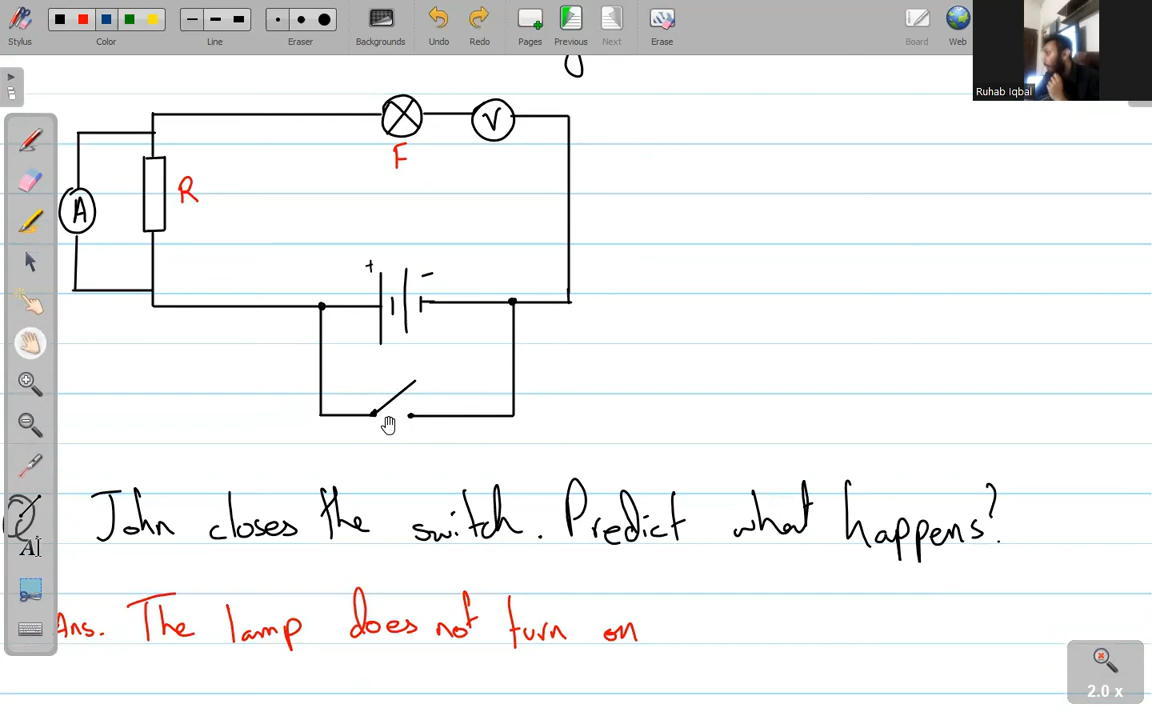 Stylus
Color
Line
Eraser
Backgrounds
Undo
Redo
Pages
Previous
Next
Erase
Board
Web
Ruhab Iqbal
V
F
A
R
+
-
John closes the switch. Predict what happens?
Ans. The lamp does not turn on
A
2.0 x